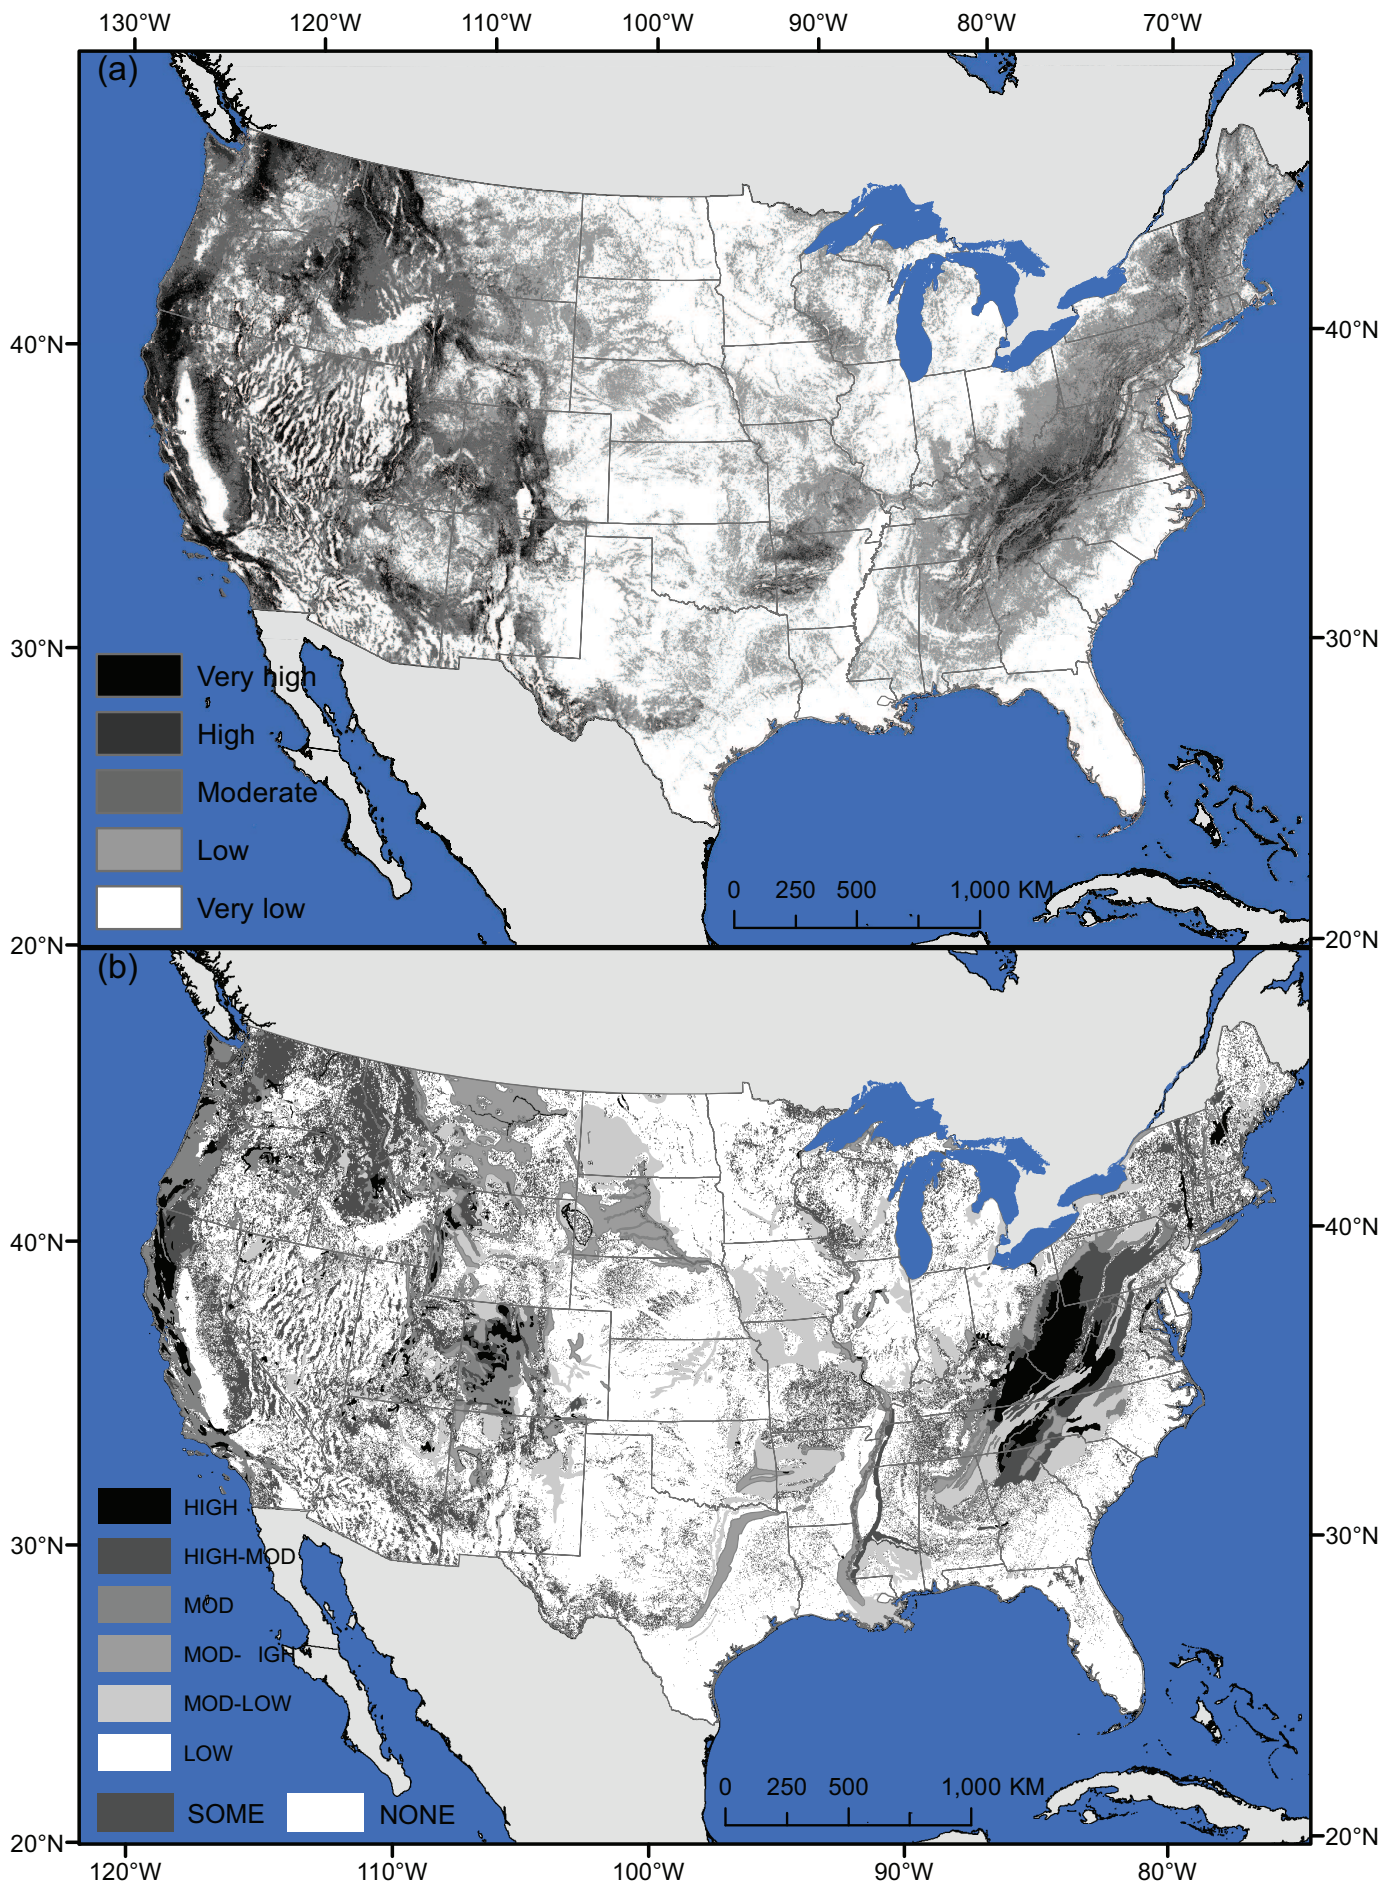 130°W 120°W 110°W 100°W 90°W 80°W 70°W
(a)
40°N 40°N
30°N 30°N
Very high
High
Moderate
Low
Very low
0 250 500 1,000 KM
20°N 20°N
(b)
40°N 40°N
30°N 30°N
HIGH
HIGH-MOD
MOD
MOD- IGH
MOD-LOW
LOW
SOME NONE
0 250 500 1,000 KM
20°N 20°N
120°W 110°W 100°W 90°W 80°W